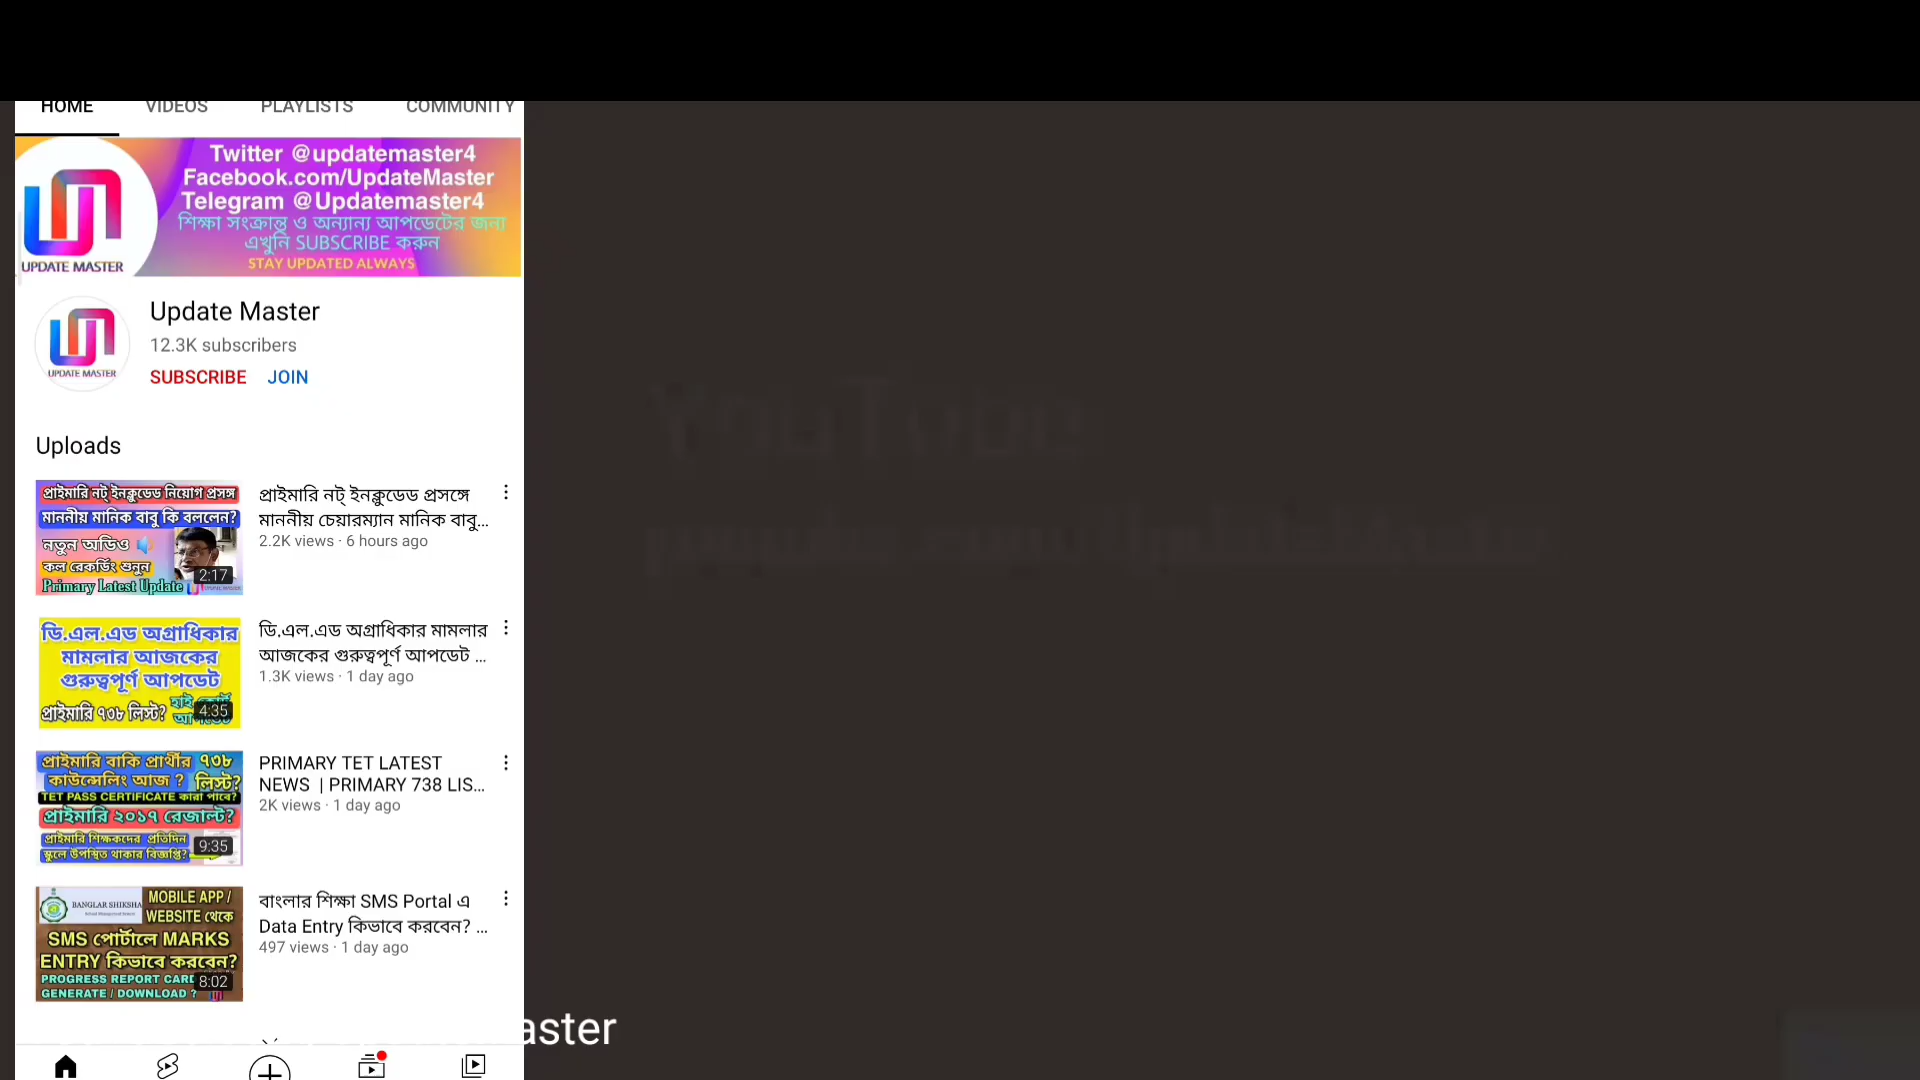 HOME VIDEOS PLAYLISTS COMMUNITY
Twitter @updatemaster4
Facebook.com/UpdateMaster
Telegram @Updatemaster4
শিক্ষা সংক্রান্ত ও অন্যান্য আপডেটের জন্য
এখুনি SUBSCRIBE করুন
STAY UPDATED ALWAYS
UPDATE MASTER
Update Master
12.3K subscribers
SUBSCRIBE JOIN
UPDATE MASTER
Uploads
প্রাইমারি নট্ ইনক্লুডেড নিয়োগ প্রসঙ্গ
মাননীয় মানিক বাবু কি বললেন?
নতুন অডিও
কল রেকর্ডিং শুনুন
Primary Latest Update
2:17
প্রাইমারি নট্ ইনক্লুডেড প্রসঙ্গে
মাননীয় চেয়ারম্যান মানিক বাবু...
2.2K views · 6 hours ago
ডি.এল.এড অগ্রাধিকার
মামলার আজকের
গুরুত্বপূর্ণ আপডেট
প্রাইমারি ৭৩৮ লিস্ট?
4:35
ডি.এল.এড অগ্রাধিকার মামলার
আজকের গুরুত্বপূর্ণ আপডেট ...
1.3K views · 1 day ago
প্রাইমারি বাকি প্রার্থীর ৭৩৮
কাউন্সেলিং আজ ? লিস্ট?
TET PASS CERTIFICATE কারা পাবে?
প্রাইমারি ২০১৭ রেজাল্ট?
প্রাইমারি শিক্ষকদের প্রতিদিন
স্কুলে উপস্থিত থাকার বিজ্ঞপ্তি?
9:35
PRIMARY TET LATEST
NEWS | PRIMARY 738 LIS...
2K views · 1 day ago
BANGLAR SHIKSHA
MOBILE APP /
WEBSITE থেকে
SMS পোর্টালে MARKS
ENTRY কিভাবে করবেন?
PROGRESS REPORT CARD
GENERATE / DOWNLOAD ?
8:02
বাংলার শিক্ষা SMS Portal এ
Data Entry কিভাবে করবেন? ...
497 views · 1 day ago
YouTube
aster